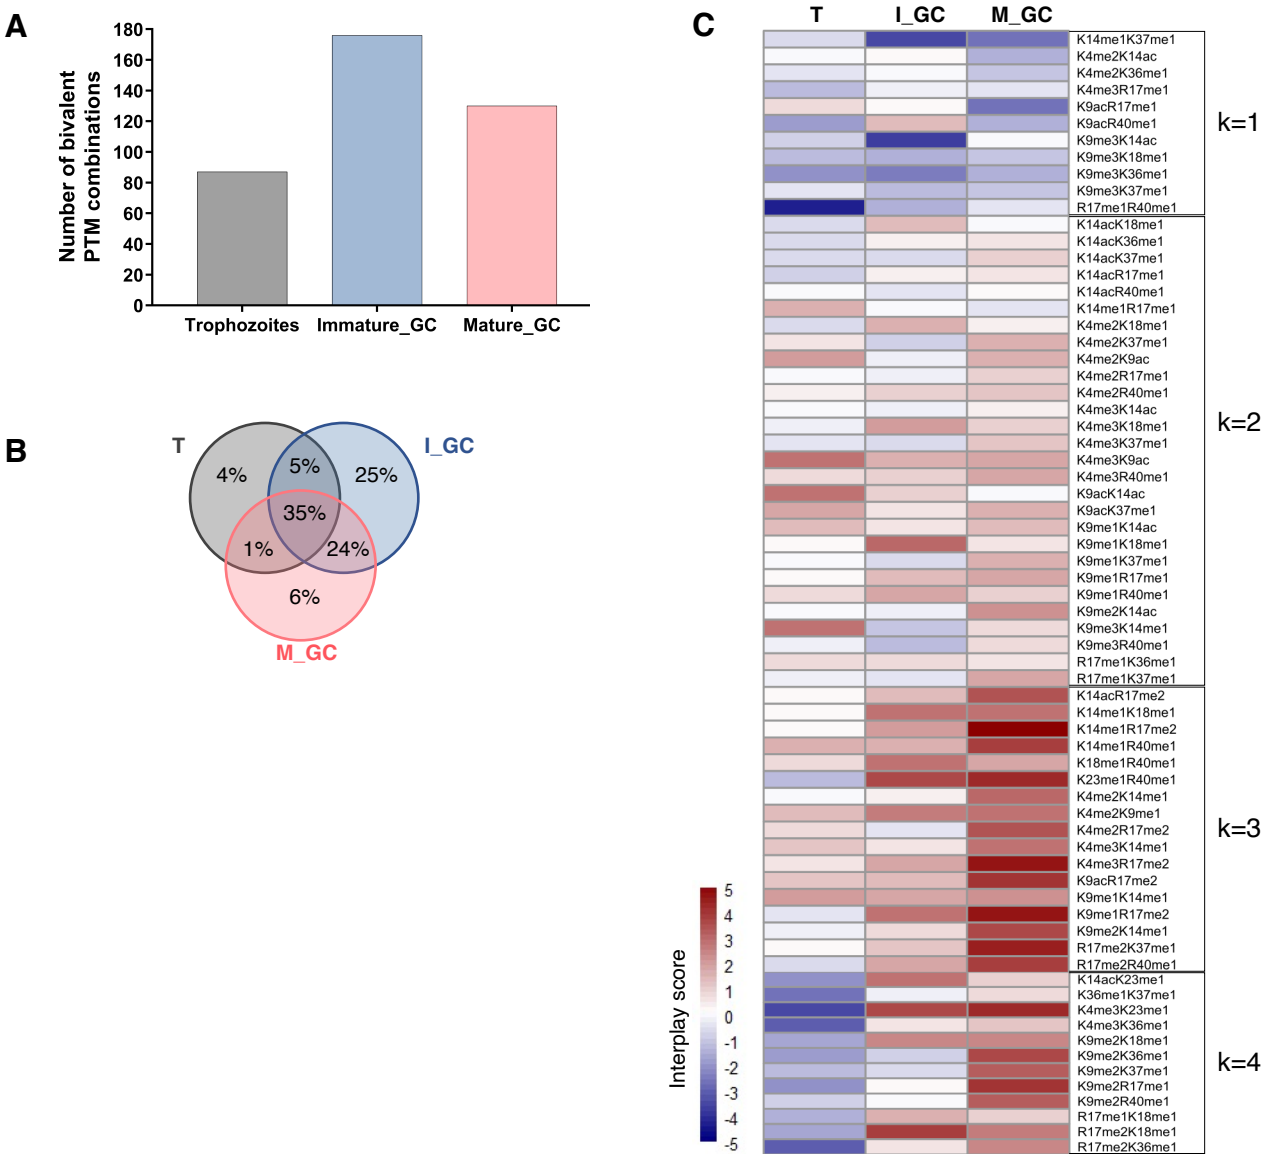 A
Number of bivalent
PTM combinations
180
160
140
120
100
80
60
40
20
0
Trophozoites Immature_GC Mature_GC
B
T
I_GC
4%
5%
25%
35%
1%
24%
6%
M_GC
C
T I_GC M_GC
K14me1K37me1
K4me2K14ac
K4me2K36me1
K4me3R17me1
K9acR17me1
K9acR40me1
K9me3K14ac
K9me3K18me1
K9me3K36me1
K9me3K37me1
R17me1R40me1
k=1
K14acK18me1
K14acK36me1
K14acK37me1
K14acR17me1
K14acR40me1
K14me1R17me1
K4me2K18me1
K4me2K37me1
K4me2K9ac
K4me2R17me1
K4me2R40me1
K4me3K14ac
K4me3K18me1
K4me3K37me1
K4me3K9ac
K4me3R40me1
K9acK14ac
K9acK37me1
K9me1K14ac
K9me1K18me1
K9me1K37me1
K9me1R17me1
K9me1R40me1
K9me2K14ac
K9me3K14me1
K9me3R40me1
R17me1K36me1
R17me1K37me1
k=2
K14acR17me2
K14me1K18me1
K14me1R17me2
K14me1R40me1
K18me1R40me1
K23me1R40me1
K4me2K14me1
K4me2K9me1
K4me2R17me2
K4me3K14me1
K4me3R17me2
K9acR17me2
K9me1K14me1
K9me1R17me2
K9me2K14me1
R17me2K37me1
R17me2R40me1
k=3
K14acK23me1
K36me1K37me1
K4me3K23me1
K4me3K36me1
K9me2K18me1
K9me2K36me1
K9me2K37me1
K9me2R17me1
K9me2R40me1
R17me1K18me1
R17me2K18me1
R17me2K36me1
k=4
Interplay score
5
4
3
2
1
0
-1
-2
-3
-4
-5